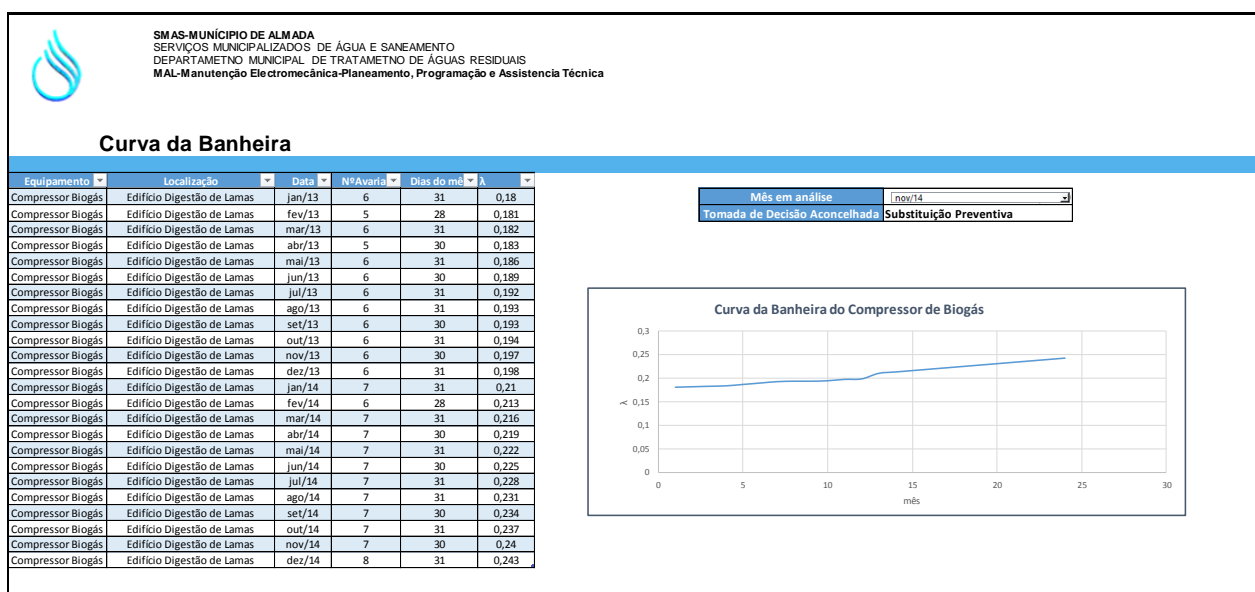 SMAS-MUNÍCIPIO DE ALMADA
SERVIÇOS MUNICIPALIZADOS DE ÁGUA E SANEAMENTO
DEPARTAMETNO MUNICIPAL DE TRATAMETNO DE ÁGUAS RESIDUAIS
MAL-Manutenção Electromecânica-Planeamento, Programação e Assistencia Técnica
Curva da Banheira
Equipamento Localização Data NºAvaria Dias do mê λ
Compressor Biogás Edifício Digestão de Lamas jan/13 6 31 0,18
Compressor Biogás Edifício Digestão de Lamas fev/13 5 28 0,181
Compressor Biogás Edifício Digestão de Lamas mar/13 6 31 0,182
Compressor Biogás Edifício Digestão de Lamas abr/13 5 30 0,183
Compressor Biogás Edifício Digestão de Lamas mai/13 6 31 0,186
Compressor Biogás Edifício Digestão de Lamas jun/13 6 30 0,189
Compressor Biogás Edifício Digestão de Lamas jul/13 6 31 0,192
Compressor Biogás Edifício Digestão de Lamas ago/13 6 31 0,193
Compressor Biogás Edifício Digestão de Lamas set/13 6 30 0,193
Compressor Biogás Edifício Digestão de Lamas out/13 6 31 0,194
Compressor Biogás Edifício Digestão de Lamas nov/13 6 30 0,197
Compressor Biogás Edifício Digestão de Lamas dez/13 6 31 0,198
Compressor Biogás Edifício Digestão de Lamas jan/14 7 31 0,21
Compressor Biogás Edifício Digestão de Lamas fev/14 6 28 0,213
Compressor Biogás Edifício Digestão de Lamas mar/14 7 31 0,216
Compressor Biogás Edifício Digestão de Lamas abr/14 7 30 0,219
Compressor Biogás Edifício Digestão de Lamas mai/14 7 31 0,222
Compressor Biogás Edifício Digestão de Lamas jun/14 7 30 0,225
Compressor Biogás Edifício Digestão de Lamas jul/14 7 31 0,228
Compressor Biogás Edifício Digestão de Lamas ago/14 7 31 0,231
Compressor Biogás Edifício Digestão de Lamas set/14 7 30 0,234
Compressor Biogás Edifício Digestão de Lamas out/14 7 31 0,237
Compressor Biogás Edifício Digestão de Lamas nov/14 7 30 0,24
Compressor Biogás Edifício Digestão de Lamas dez/14 8 31 0,243
Mês em análise nov/14
Tomada de Decisão Aconcelhada Substituição Preventiva
Curva da Banheira do Compressor de Biogás
0,3
0,25
0,2
0,15
0,1
0,05
0
λ
0 5 10 15 20 25 30
mês